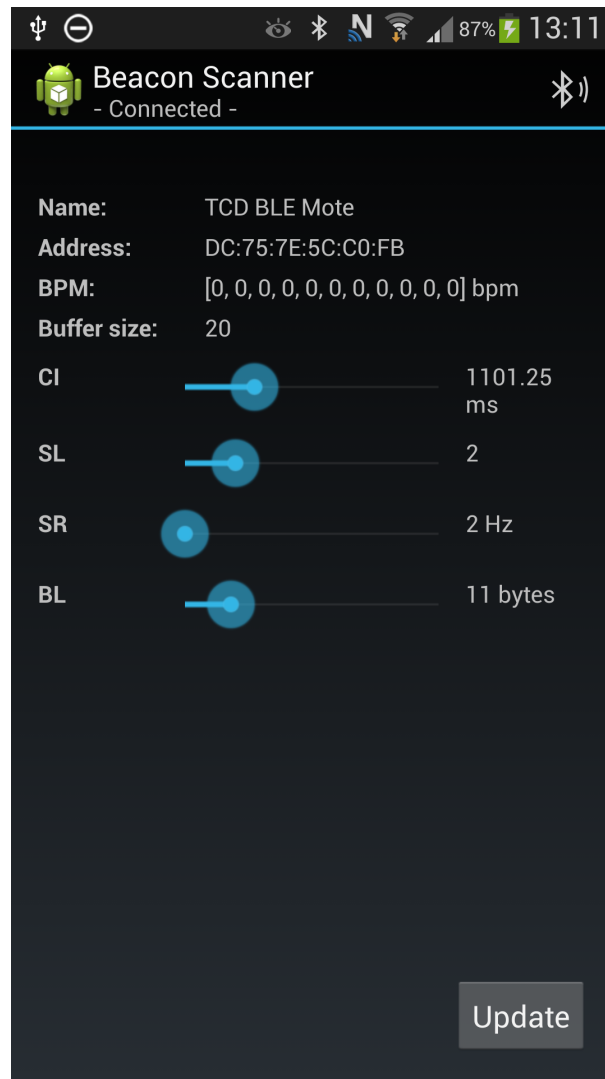 87% 13:11
Beacon Scanner
- Connected -
Name: TCD BLE Mote
Address: DC:75:7E:5C:C0:FB
BPM: [0, 0, 0, 0, 0, 0, 0, 0, 0, 0, 0] bpm
Buffer size: 20
CI 1101.25
ms
SL 2
SR 2 Hz
BL 11 bytes
Update